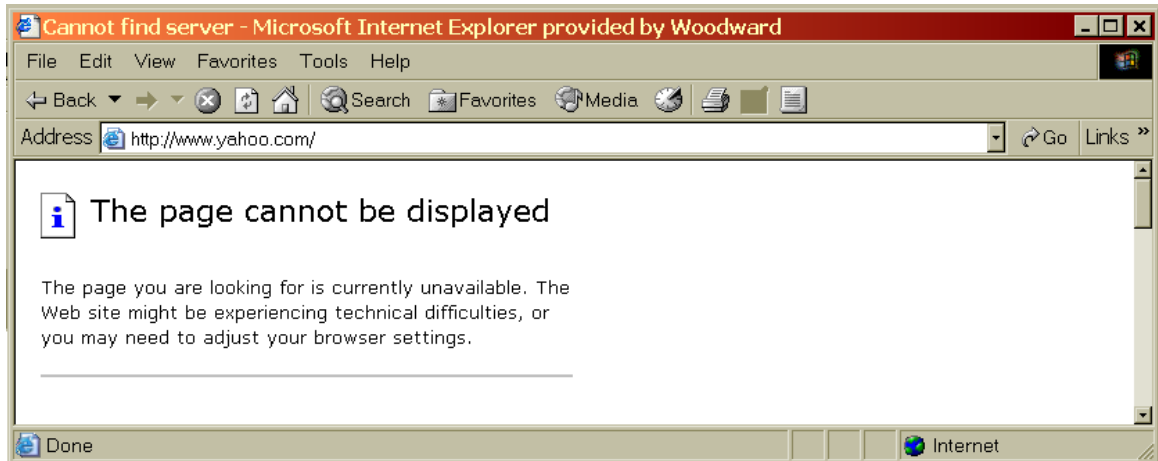 Cannot find server - Microsoft Internet Explorer provided by Woodward
File Edit View Favorites Tools Help
Back Search Favorites Media
Address http://www.yahoo.com/ Go Links »
The page cannot be displayed
The page you are looking for is currently unavailable. The
Web site might be experiencing technical difficulties, or
you may need to adjust your browser settings.
Done Internet